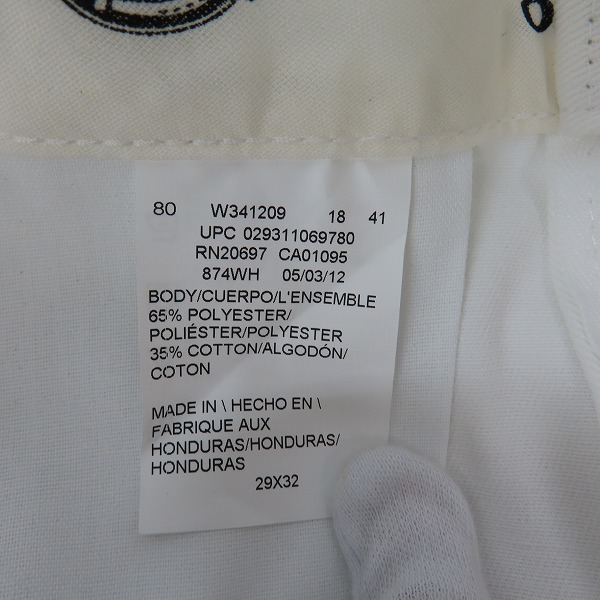 80 W341209 18 41
UPC 029311069780
RN20697 CA01095
874WH 05/03/12
BODY/CUERPO/L'ENSEMBLE
65% POLYESTER/
POLIÉSTER/POLYESTER
35% COTTON/ALGODÓN/
COTON
MADE IN \ HECHO EN \
FABRIQUE AUX
HONDURAS/HONDURAS/
HONDURAS
29X32